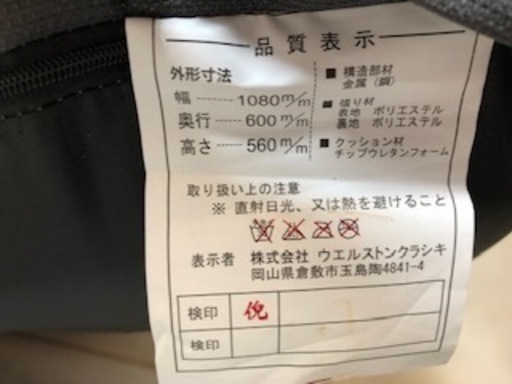 品質表示
外形寸法
幅 ------ 1080m/m
奥行 ------ 600m/m
高さ ------ 560m/m
■ 構造部材
金属（鋼）
■ 張り材
表地 ポリエステル
裏地 ポリエステル
■ クッション材
チップウレタンフォーム
取り扱い上の注意
※ 直射日光、又は熱を避けること
表示者 株式会社 ウエルストンクラシキ
岡山県倉敷市玉島陶4841-4
検印
検印